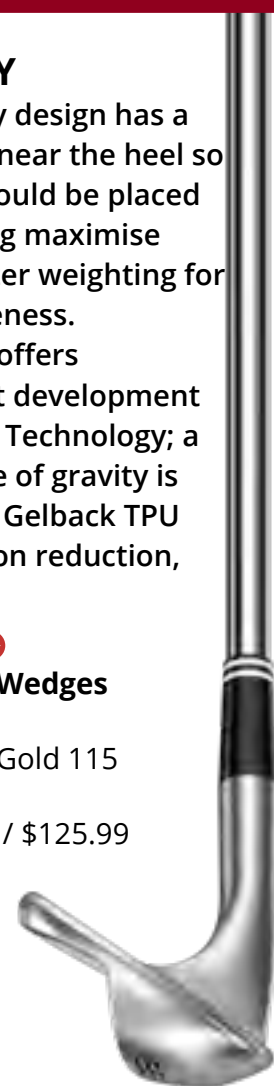 Y
y design has a
near the heel so
ould be placed
g maximise
er weighting for
eness.
offers
t development
Technology; a
e of gravity is
Gelback TPU
on reduction,
Wedges
Gold 115
/ $125.99